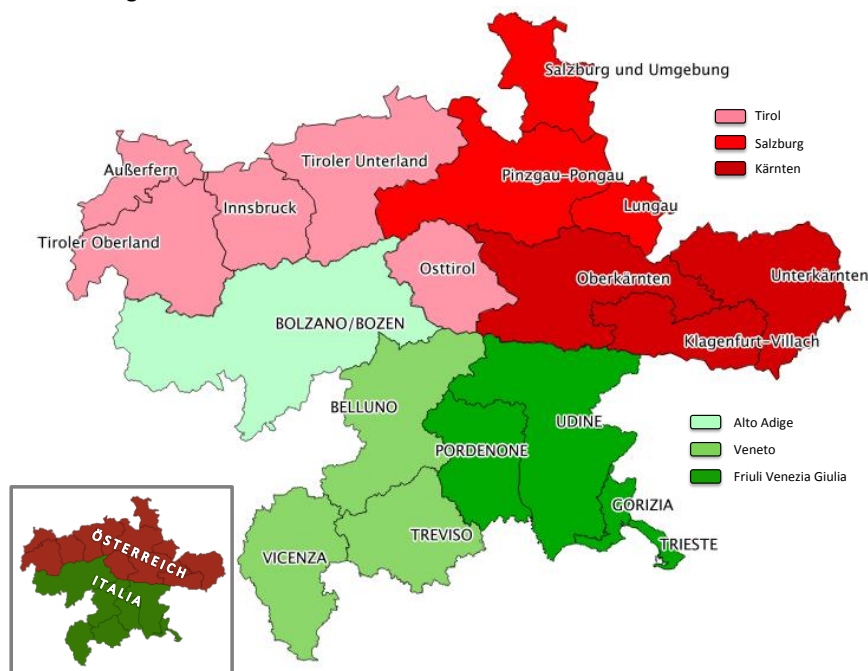 Salzburg und Umgebung
Tirol
Salzburg
Kärnten
Außerfern
Tiroler Unterland
Pinzgau-Pongau
Innsbruck
Lungau
Tiroler Oberland
Osttirol
Oberkärnten
Unterkärnten
BOLZANO/BOZEN
Klagenfurt-Villach
BELLUNO
UDINE
Alto Adige
PORDENONE
Veneto
Friuli Venezia Giulia
GORIZIA
TREVISO
TRIESTE
VICENZA
ÖSTERREICH
ITALIA